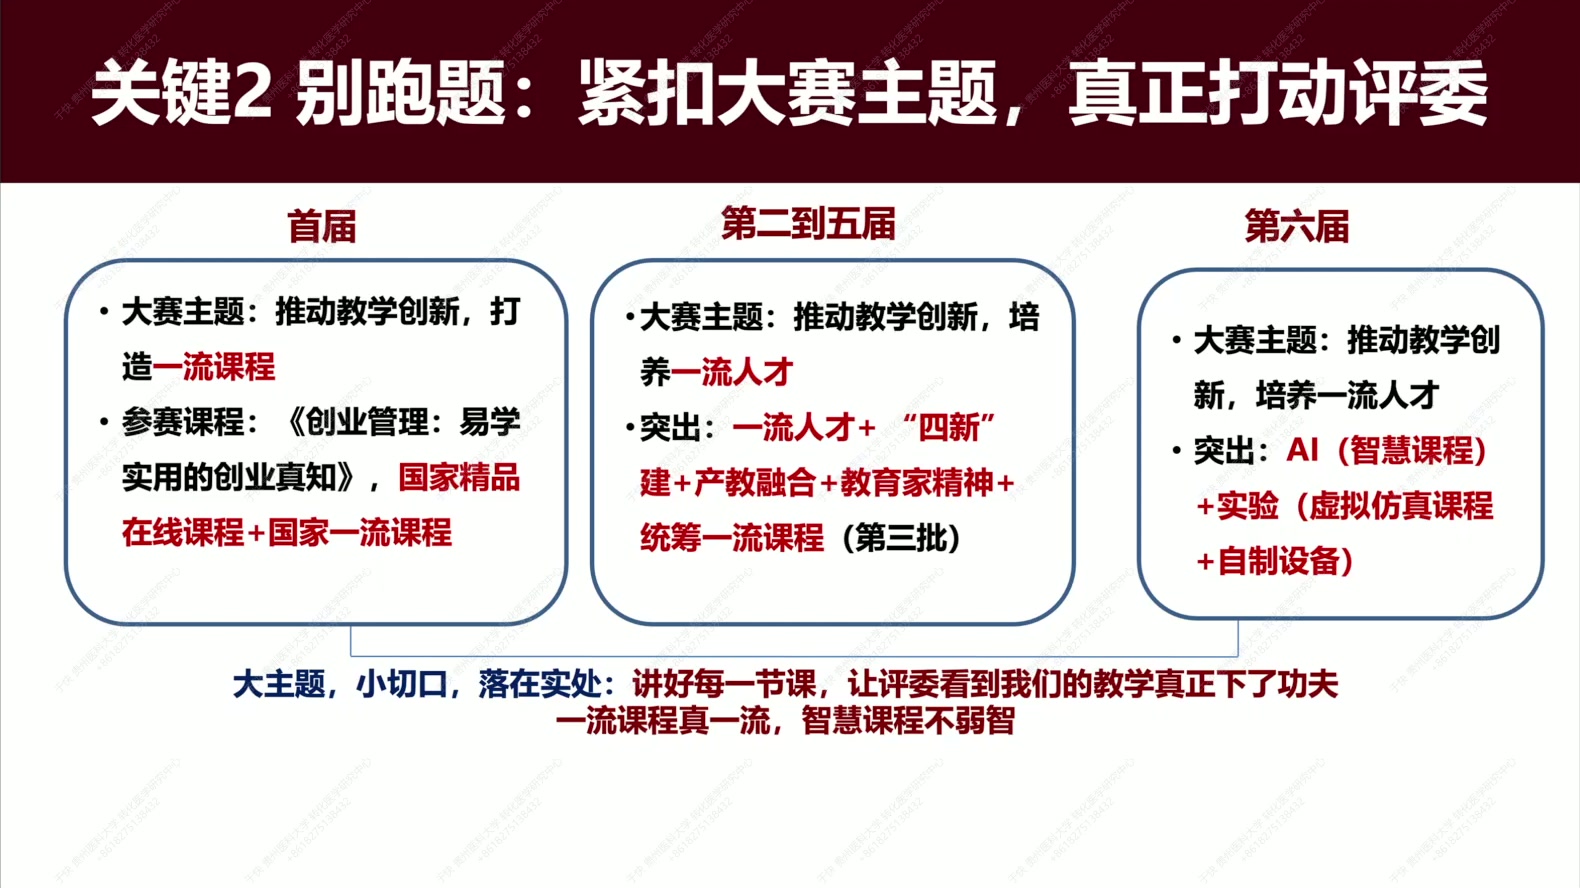 关键2 别跑题：紧扣大赛主题，真正打动评委
首届
• 大赛主题：推动教学创新，打
造一流课程
• 参赛课程：《创业管理：易学
实用的创业真知》，国家精品
在线课程+国家一流课程
第二到五届
•大赛主题：推动教学创新，培
养一流人才
•突出：一流人才+ “四新”
建+产教融合+教育家精神+
统筹一流课程（第三批）
第六届
• 大赛主题：推动教学创
新，培养一流人才
• 突出：AI（智慧课程）
+实验（虚拟仿真课程
+自制设备）
大主题，小切口，落在实处：讲好每一节课，让评委看到我们的教学真正下了功夫
一流课程真一流，智慧课程不弱智